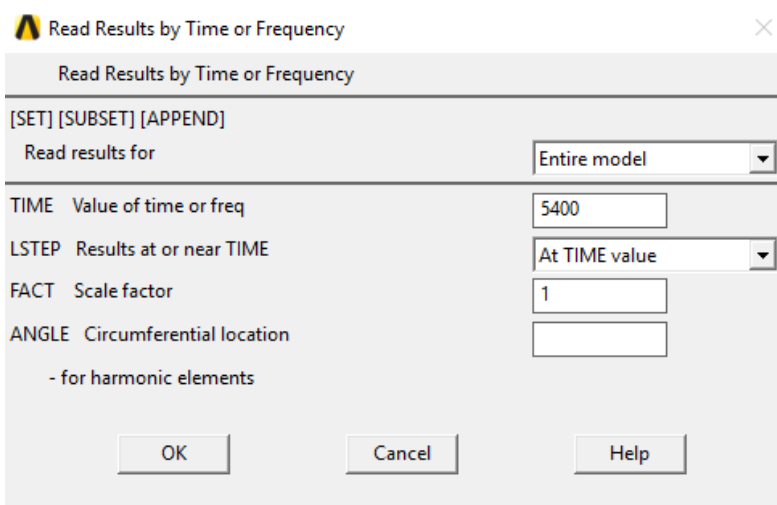 Read Results by Time or Frequency
Read Results by Time or Frequency
[SET] [SUBSET] [APPEND]
Read results for Entire model
TIME Value of time or freq 5400
LSTEP Results at or near TIME At TIME value
FACT Scale factor 1
ANGLE Circumferential location
- for harmonic elements
OK Cancel Help